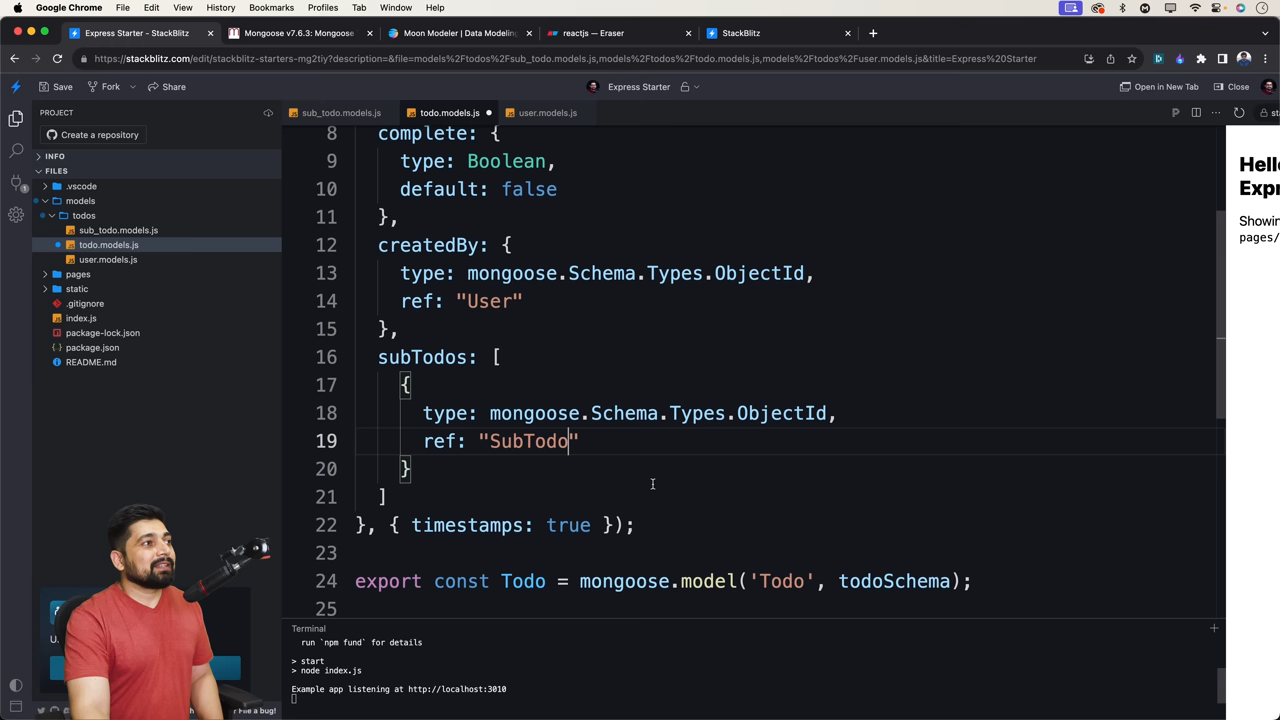 Google Chrome File Edit View History Bookmarks Profiles Tab Window Help
Express Starter - StackBlitz
Mongoose v7.6.3: Mongoose
Moon Modeler | Data Modeling
reactjs — Eraser
StackBlitz
https://stackblitz.com/edit/stackblitz-starters-mg2tiy?description=&file=models%2Ftodos%2Fsub_todo.models.js,models%2Ftodos%2Ftodo.models.js,models%2Ftodos%2Fuser.models.js&title=Express%20Starter
Save Fork Share
Express Starter
Open in New Tab Close
PROJECT
Create a repository
INFO
FILES
.vscode
models
todos
sub_todo.models.js
todo.models.js
user.models.js
pages
static
.gitignore
index.js
package-lock.json
package.json
README.md
sub_todo.models.js todo.models.js user.models.js
8 complete: {
9 type: Boolean,
10 default: false
11 },
12 createdBy: {
13 type: mongoose.Schema.Types.ObjectId,
14 ref: "User"
15 },
16 subTodos: [
17 {
18 type: mongoose.Schema.Types.ObjectId,
19 ref: "SubTodo"
20 }
21 ]
22 }, { timestamps: true });
23
24 export const Todo = mongoose.model('Todo', todoSchema);
25
Terminal
run `npm fund` for details
> start
> node index.js
Example app listening at http://localhost:3010
Hello
Showin
pages/
U.
File a bug!